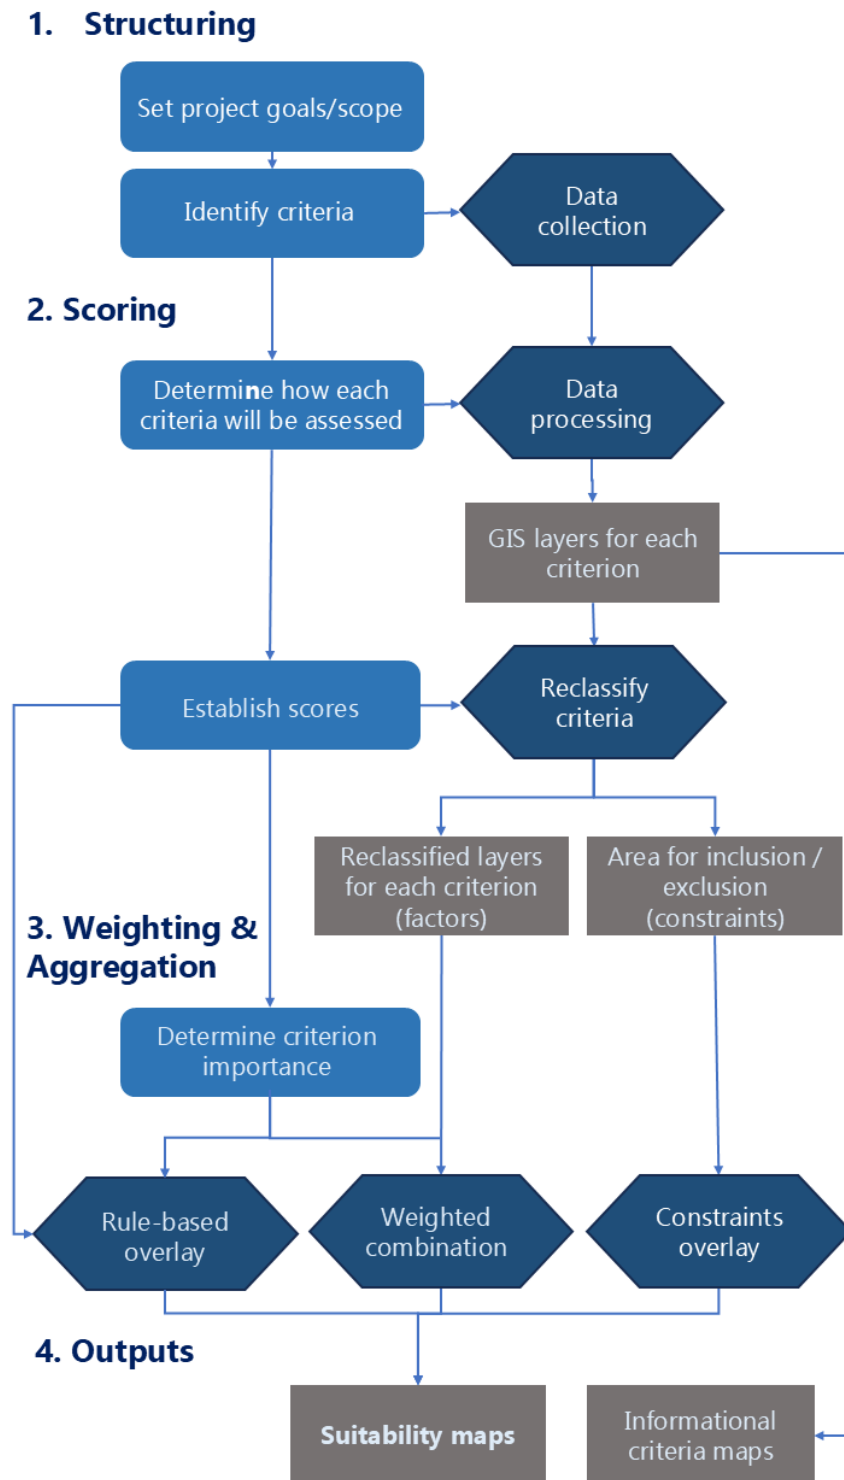 1. Structuring
Set project goals/scope
Identify criteria
Data
collection
2. Scoring
Determine how each
criteria will be assessed
Data
processing
GIS layers for each
criterion
Establish scores
Reclassify
criteria
Reclassified layers
for each criterion
(factors)
Area for inclusion /
exclusion
(constraints)
3. Weighting &
Aggregation
Determine criterion
importance
Rule-based
overlay
Weighted
combination
Constraints
overlay
4. Outputs
Suitability maps
Informational
criteria maps